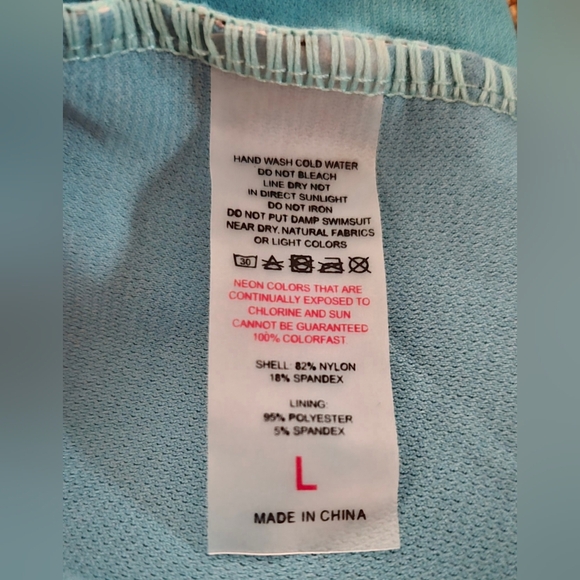 HAND WASH COLD WATER
DO NOT BLEACH
LINE DRY NOT
IN DIRECT SUNLIGHT
DO NOT IRON
DO NOT PUT DAMP SWIMSUIT
NEAR DRY, NATURAL FABRICS
OR LIGHT COLORS
30
NEON COLORS THAT ARE
CONTINUALLY EXPOSED TO
CHLORINE AND SUN
CANNOT BE GUARANTEED
100% COLORFAST
SHELL: 82% NYLON
18% SPANDEX
LINING:
95% POLYESTER
5% SPANDEX
L
MADE IN CHINA